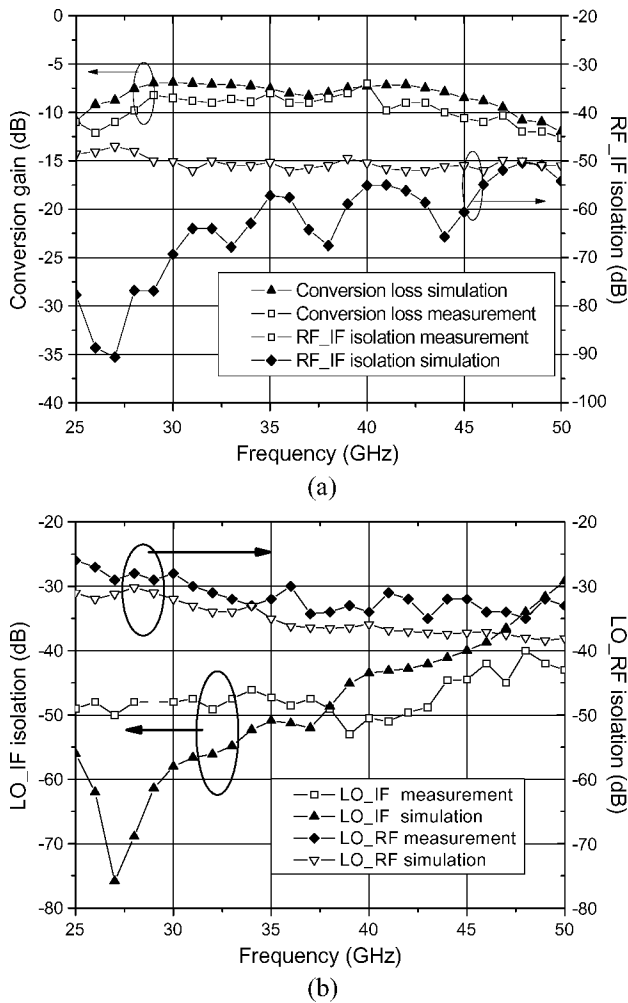 0
-5
-10
-15
-20
-25
-30
-35
-40
Conversion gain (dB)
-20
-30
-40
-50
-60
-70
-80
-90
-100
RF_IF isolation (dB)
Conversion loss simulation
Conversion loss measurement
RF_IF isolation measurement
RF_IF isolation simulation
25 30 35 40 45 50
Frequency (GHz)
(a)
-20
-30
-40
-50
-60
-70
-80
LO_IF isolation (dB)
-20
-30
-40
-50
-60
-70
-80
LO_RF isolation (dB)
LO_IF measurement
LO_IF simulation
LO_RF measurement
LO_RF simulation
25 30 35 40 45 50
Frequency (GHz)
(b)